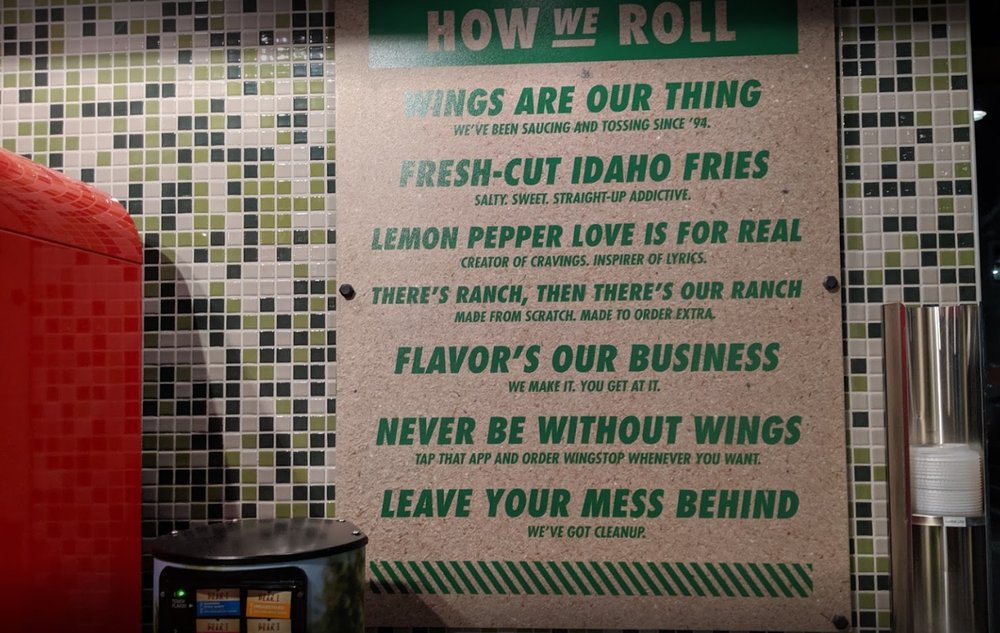 HOW WE ROLL
WINGS ARE OUR THING
WE'VE BEEN SAUCING AND TOSSING SINCE '94.
FRESH-CUT IDAHO FRIES
SALTY. SWEET. STRAIGHT-UP ADDICTIVE.
LEMON PEPPER LOVE IS FOR REAL
CREATOR OF CRAVINGS. INSPIRER OF LYRICS.
THERE'S RANCH, THEN THERE'S OUR RANCH
MADE FROM SCRATCH. MADE TO ORDER EXTRA.
FLAVOR'S OUR BUSINESS
WE MAKE IT. YOU GET AT IT.
NEVER BE WITHOUT WINGS
TAP THAT APP AND ORDER WINGSTOP WHENEVER YOU WANT.
LEAVE YOUR MESS BEHIND
WE'VE GOT CLEANUP.